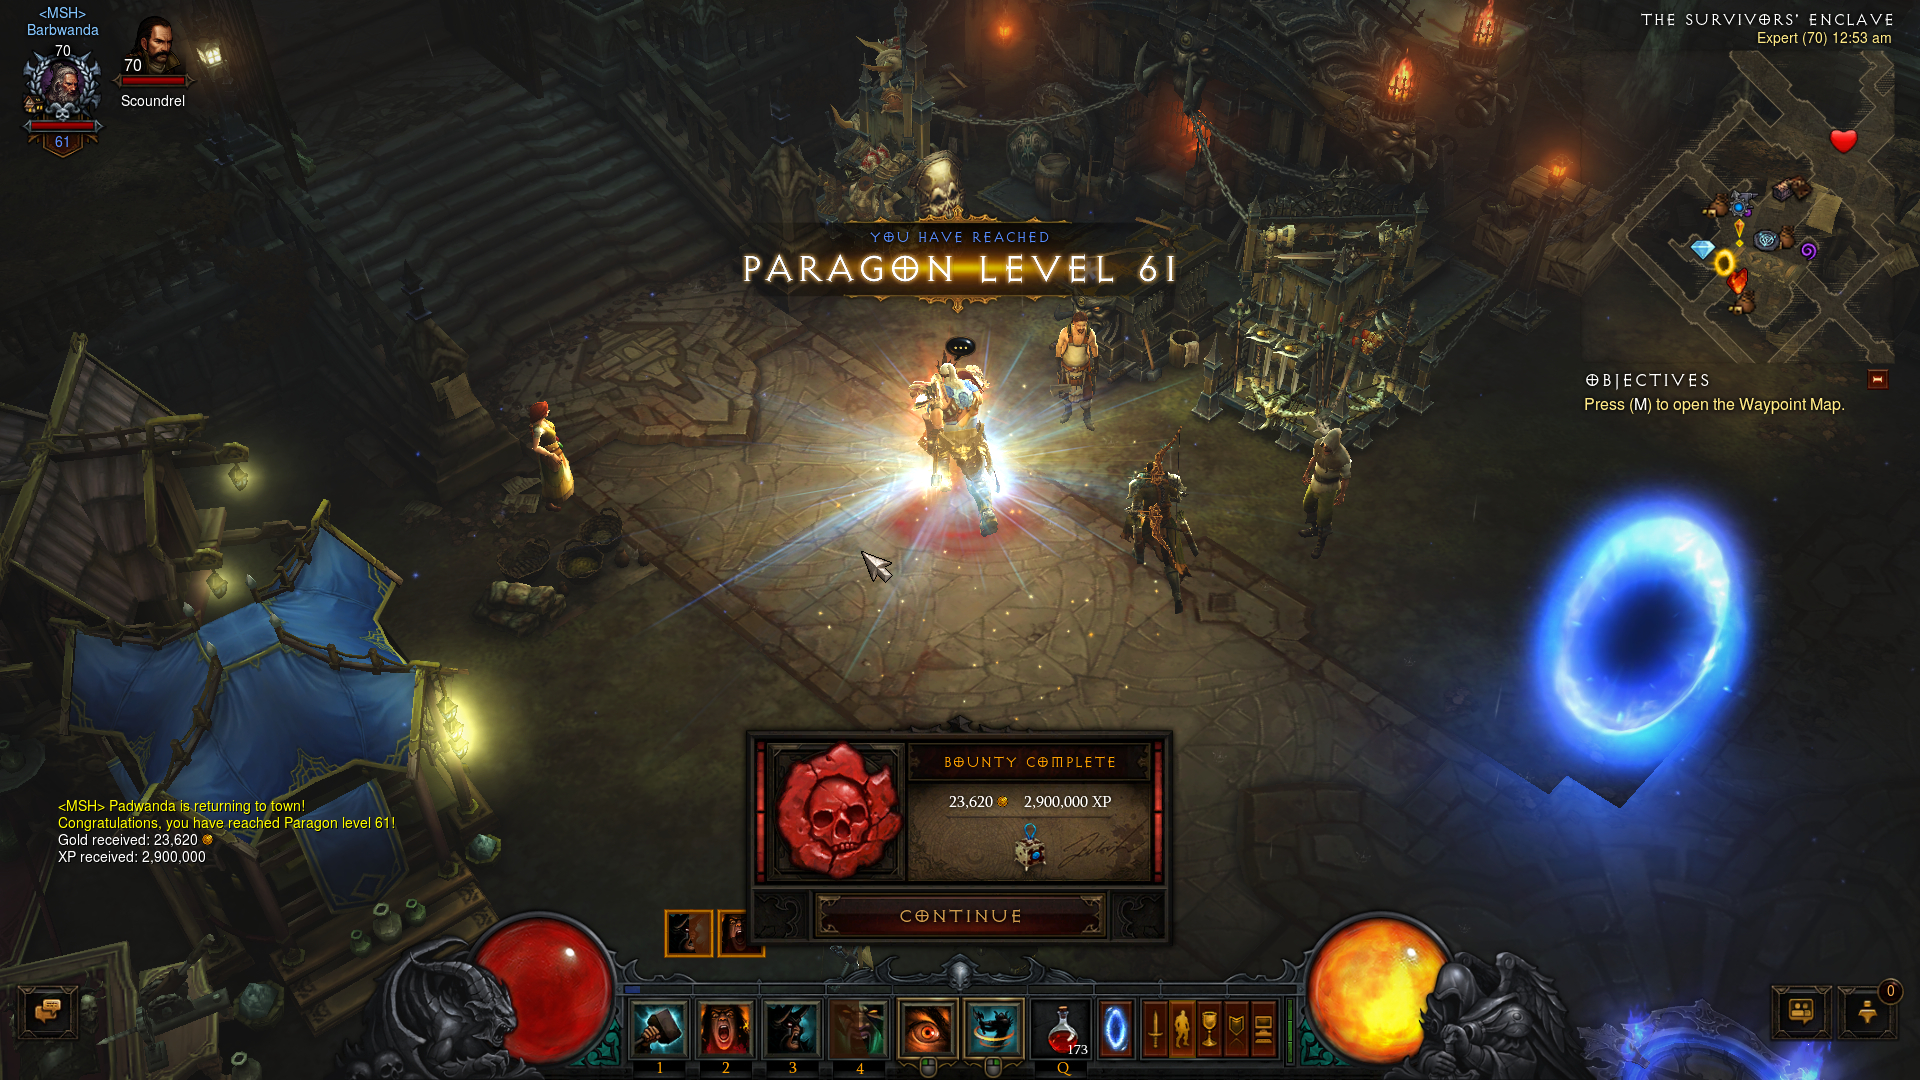 <MSH>
Barbwanda
70
61
70
Scoundrel
THE SURVIVORS' ENCLAVE
Expert (70) 12:53 am
OBJECTIVES
Press (M) to open the Waypoint Map.
YOU HAVE REACHED
PARAGON LEVEL 61
<MSH> Padwanda is returning to town!
Congratulations, you have reached Paragon level 61!
Gold received: 23,620
XP received: 2,900,000
BOUNTY COMPLETE
23,620 2,900,000 XP
CONTINUE
173
1 2 3 4 Q
0